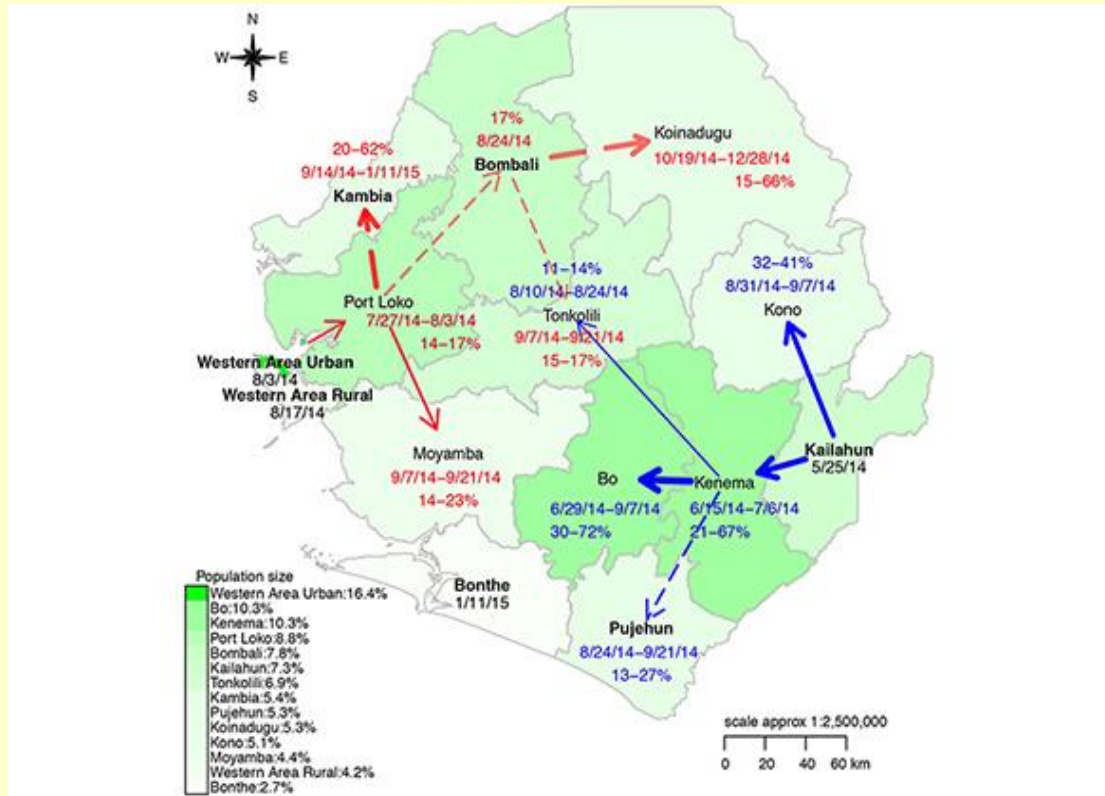 N
W
E
S
17%
8/24/14
Bombali
Koinadugu
10/19/14–12/28/14
15–66%
20–62%
9/14/14–1/11/15
Kambia
32–41%
8/31/14–9/7/14
Kono
11–14%
8/10/14–8/24/14
Tonkolili
9/7/14–9/21/14
15–17%
Port Loko
7/27/14–8/3/14
14–17%
Western Area Urban
8/3/14
Western Area Rural
8/17/14
Moyamba
9/7/14–9/21/14
14–23%
Kailahun
5/25/14
Bo
6/29/14–9/7/14
30–72%
Kenema
6/15/14–7/6/14
21–67%
Bonthe
1/11/15
Pujehun
8/24/14–9/21/14
13–27%
Population size
Western Area Urban:16.4%
Bo:10.3%
Kenema:10.3%
Port Loko:8.8%
Bombali:7.8%
Kailahun:7.3%
Tonkolili:6.9%
Kambia:5.4%
Pujehun:5.3%
Koinadugu:5.3%
Kono:5.1%
Moyamba:4.4%
Western Area Rural:4.2%
Bonthe:2.7%
scale approx 1:2,500,000
0 20 40 60 km